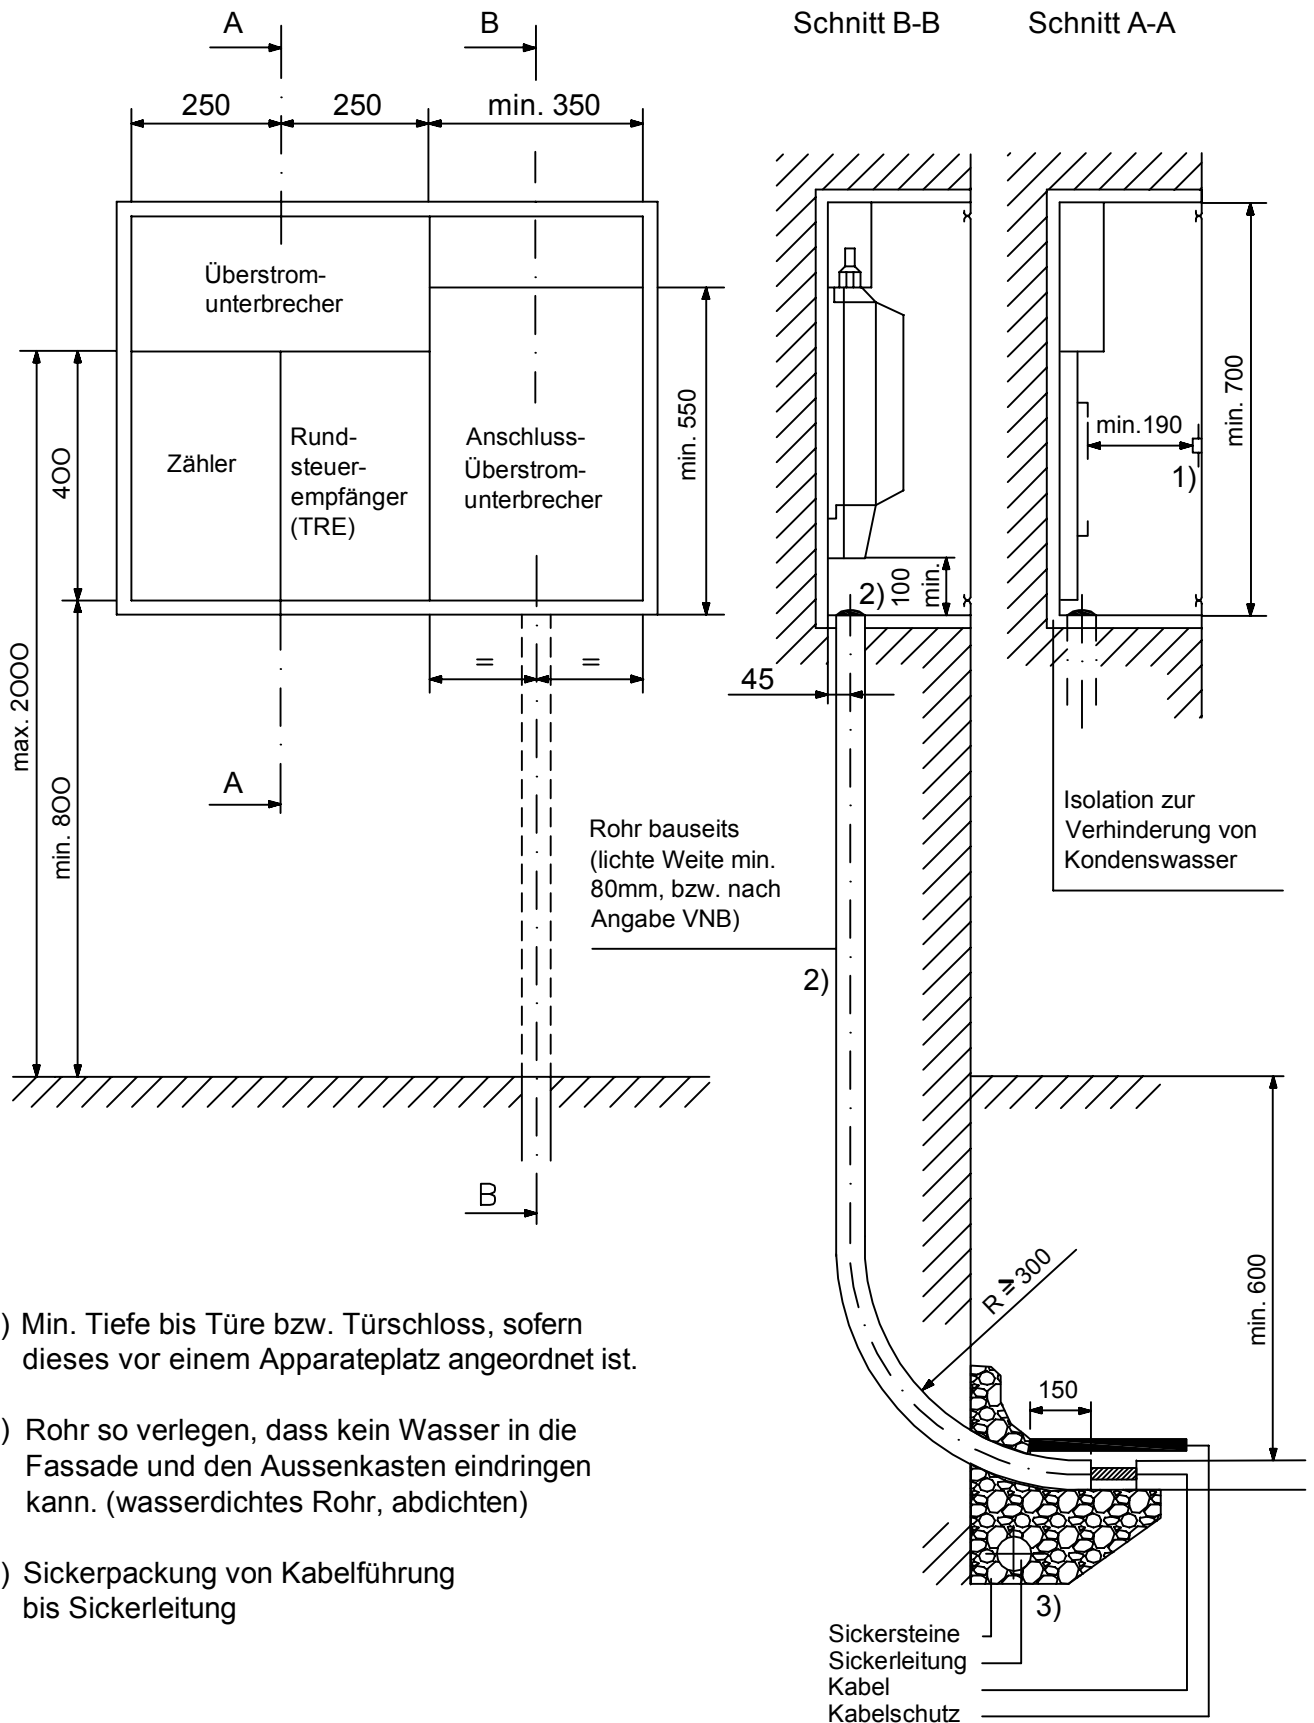 A
B
Schnitt B-B
Schnitt A-A
250
250
min. 350
Überstrom-
unterbrecher
Zähler
Rund-
steuer-
empfänger
(TRE)
Anschluss-
Überstrom-
unterbrecher
400
max. 2000
min. 800
min. 550
=
=
A
B
2)
100
min.
45
min.190
1)
min. 700
Rohr bauseits
(lichte Weite min.
80mm, bzw. nach
Angabe VNB)
2)
Isolation zur
Verhinderung von
Kondenswasser
R ≥ 300
150
min. 600
3)
Sickersteine
Sickerleitung
Kabel
Kabelschutz
) Min. Tiefe bis Türe bzw. Türschloss, sofern
dieses vor einem Apparateplatz angeordnet ist.
) Rohr so verlegen, dass kein Wasser in die
Fassade und den Aussenkasten eindringen
kann. (wasserdichtes Rohr, abdichten)
) Sickerpackung von Kabelführung
bis Sickerleitung